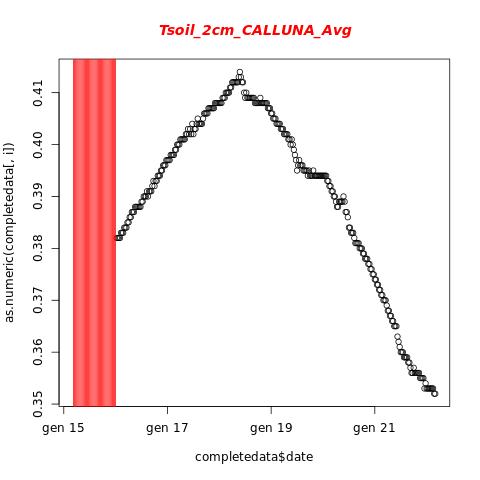 Tsoil_2cm_CALLUNA_Avg
as.numeric(completedata[, i])
0.41
0.40
0.39
0.38
0.37
0.36
0.35
gen 15 gen 17 gen 19 gen 21
completedata$date